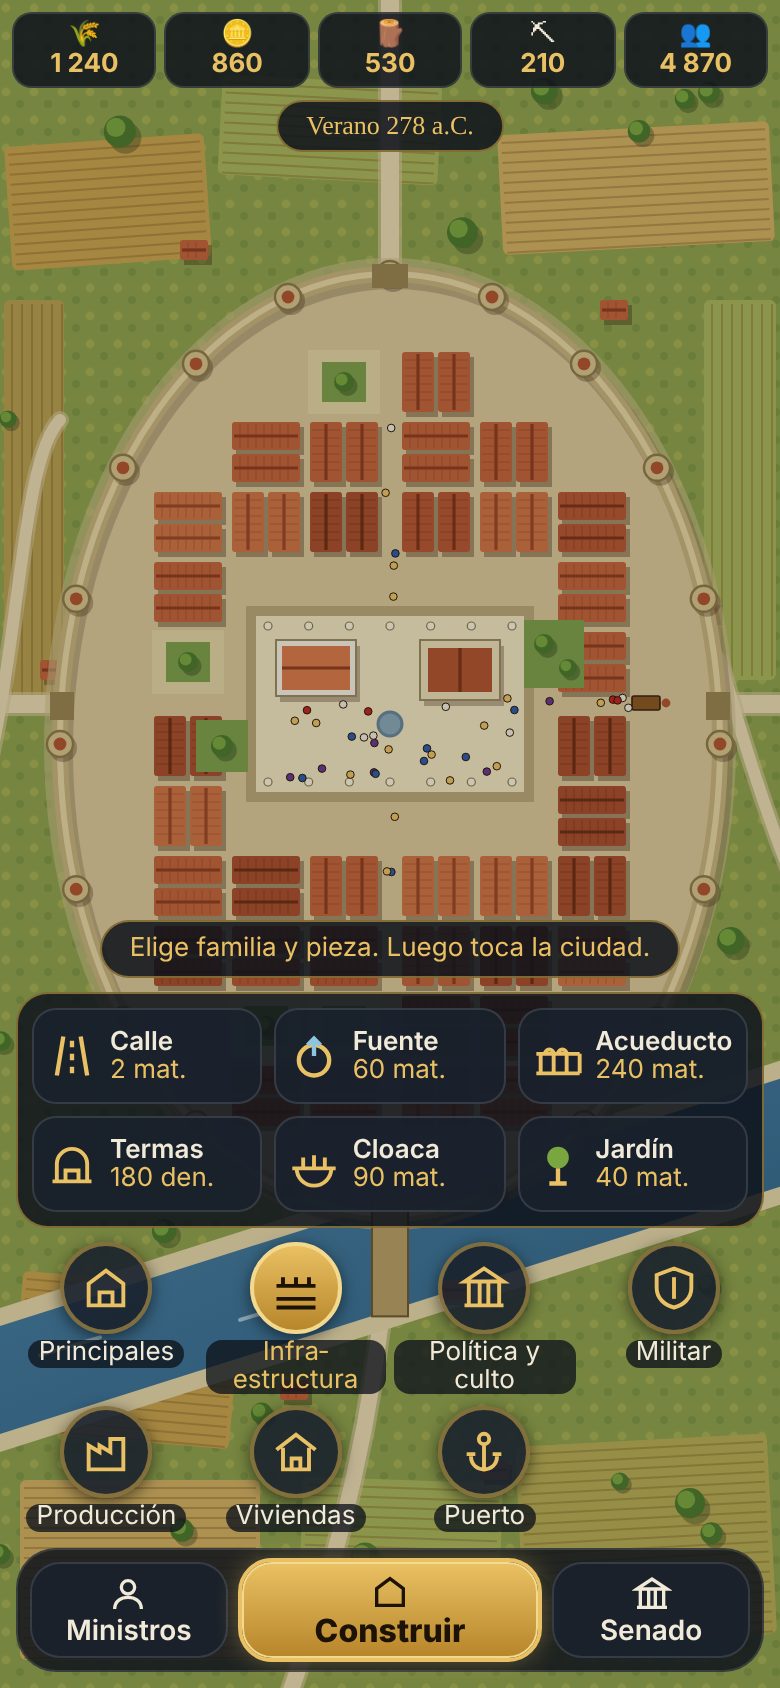 1 240
860
530
210
4 870
Verano 278 a.C.
Elige familia y pieza. Luego toca la ciudad.
Calle
2 mat.
Fuente
60 mat.
Acueducto
240 mat.
Termas
180 den.
Cloaca
90 mat.
Jardín
40 mat.
Principales
Infra-
estructura
Política y
culto
Militar
Producción
Viviendas
Puerto
Ministros
Construir
Senado